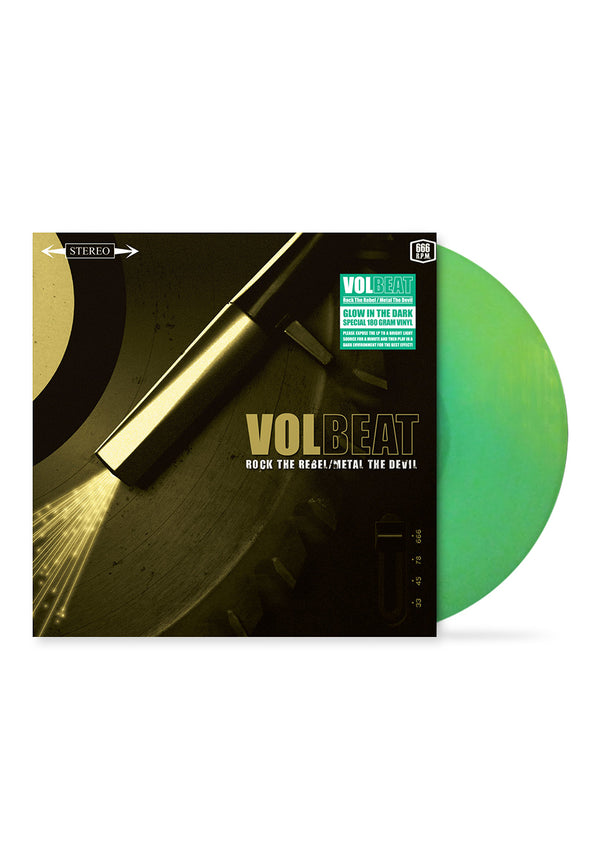 STEREO
666
R.P.M.
VOLBEAT
Rock The Rebel / Metal The Devil
GLOW IN THE DARK
SPECIAL 180 GRAM VINYL
PLEASE EXPOSE THE LP TO A BRIGHT LIGHT
SOURCE FOR A MINUTE AND THEN PLAY IN A
DARK ENVIRONMENT FOR THE BEST EFFECT!
VOLBEAT
ROCK THE REBEL/METAL THE DEVIL
33 45 78 666